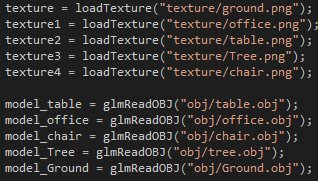 texture = loadTexture("texture/ground.png");
texture1 = loadTexture("texture/office.png");
texture2 = loadTexture("texture/table.png");
texture3 = loadTexture("texture/Tree.png");
texture4 = loadTexture("texture/chair.png");
model_table = glmReadOBJ("obj/table.obj");
model_office = glmReadOBJ("obj/office.obj");
model_chair = glmReadOBJ("obj/chair.obj");
model_Tree = glmReadOBJ("obj/tree.obj");
model_Ground = glmReadOBJ("obj/Ground.obj");